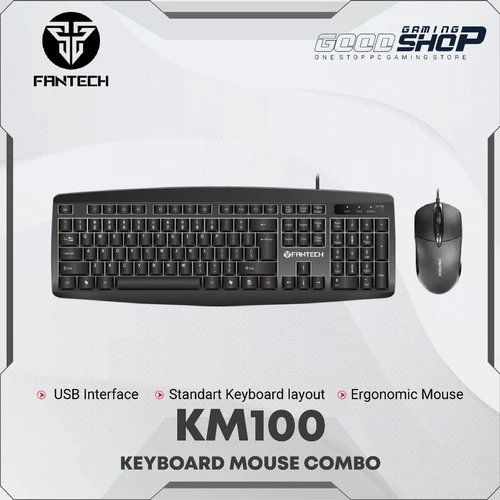 FANTECH
GOOD GAMING SHOP
ONE STOP PC GAMING STORE
FANTECH
USB Interface
Standart Keyboard layout
Ergonomic Mouse
KM100
KEYBOARD MOUSE COMBO